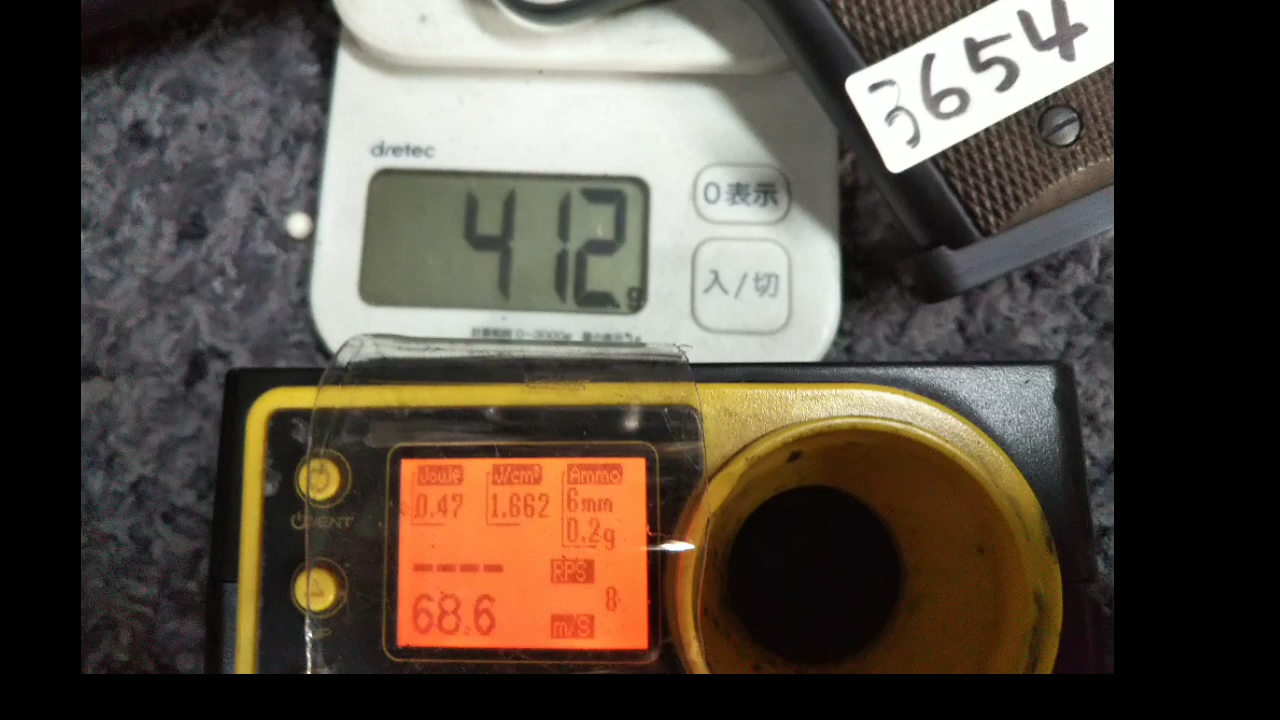 3654
dretec
412g
0表示
入/切
Joule
J/cm²
Ammo
0.47
1.662
6mm
0.2g
----
RPS
8
68.6
m/S